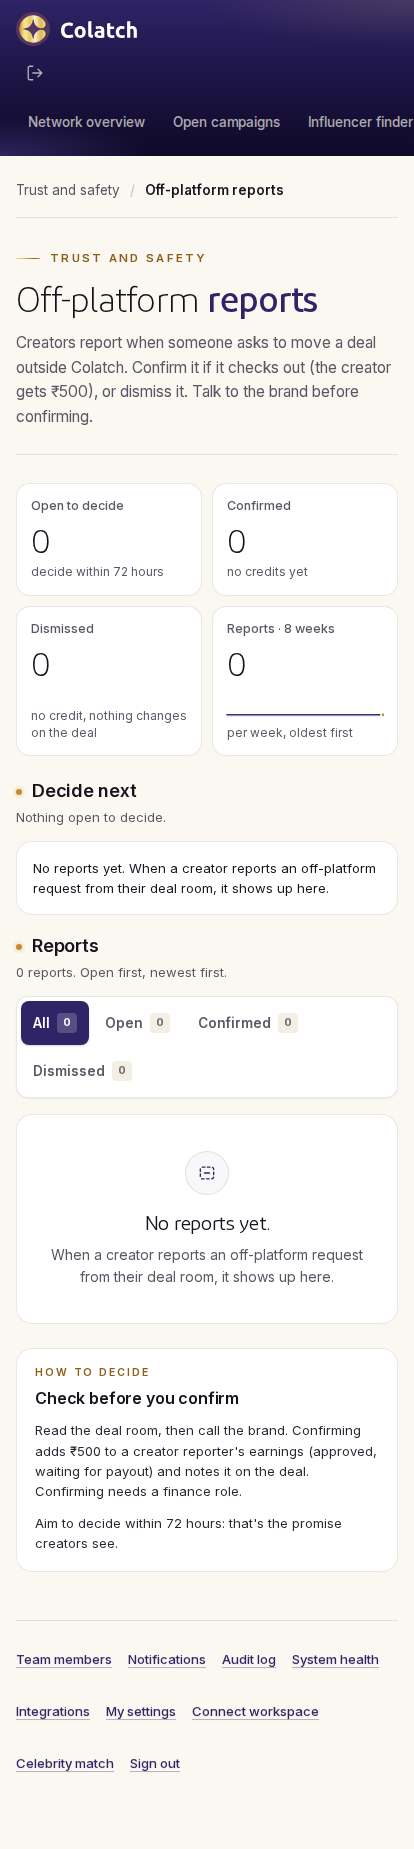 Colatch
Network overview Open campaigns Influencer finder
Trust and safety / Off-platform reports
TRUST AND SAFETY
Off-platform reports
Creators report when someone asks to move a deal
outside Colatch. Confirm it if it checks out (the creator
gets ₹500), or dismiss it. Talk to the brand before
confirming.
Open to decide
0
decide within 72 hours
Confirmed
0
no credits yet
Dismissed
0
no credit, nothing changes
on the deal
Reports · 8 weeks
0
per week, oldest first
Decide next
Nothing open to decide.
No reports yet. When a creator reports an off-platform
request from their deal room, it shows up here.
Reports
0 reports. Open first, newest first.
All 0 Open 0 Confirmed 0
Dismissed 0
No reports yet.
When a creator reports an off-platform request
from their deal room, it shows up here.
HOW TO DECIDE
Check before you confirm
Read the deal room, then call the brand. Confirming
adds ₹500 to a creator reporter's earnings (approved,
waiting for payout) and notes it on the deal.
Confirming needs a finance role.
Aim to decide within 72 hours: that's the promise
creators see.
Team members Notifications Audit log System health
Integrations My settings Connect workspace
Celebrity match Sign out